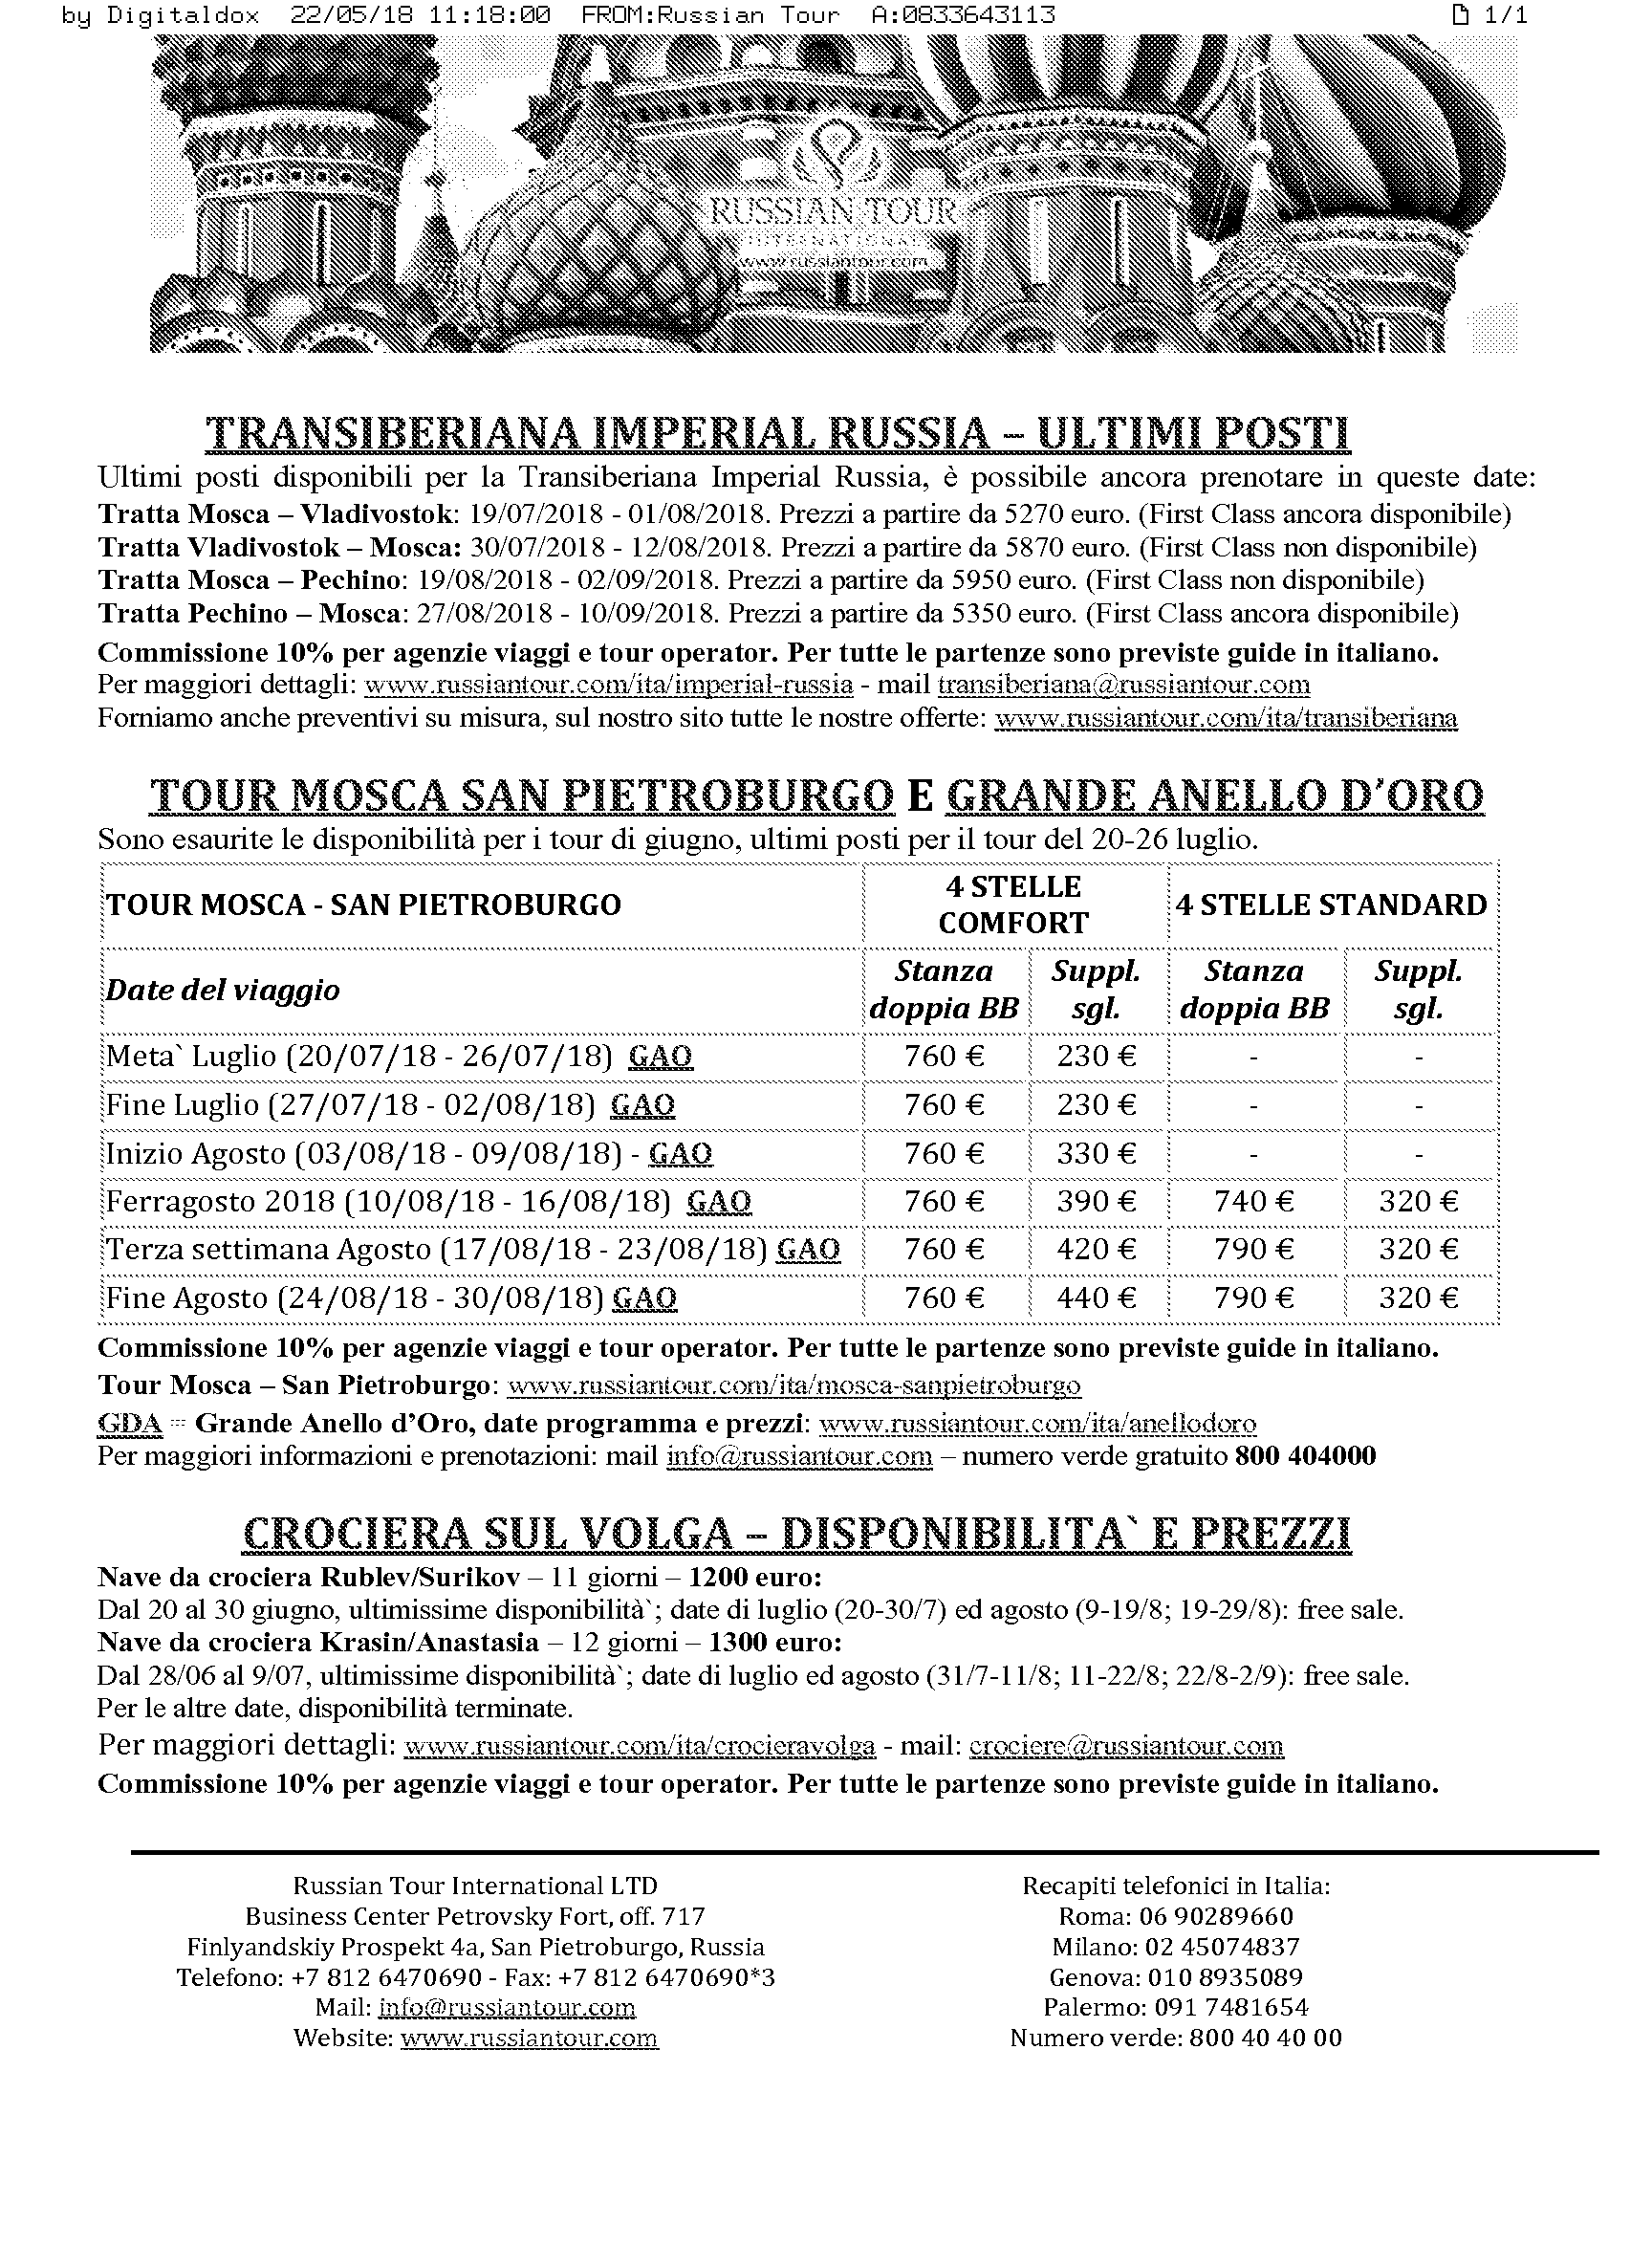 by Digitaldox 22/05/18 11:18:00 FROM:Russian Tour A:0833643113 1/1
RUSSIAN TOUR
INTERNATIONAL
www.russiantour.com
TRANSIBERIANA IMPERIAL RUSSIA – ULTIMI POSTI
Ultimi posti disponibili per la Transiberiana Imperial Russia, è possibile ancora prenotare in queste date:
Tratta Mosca – Vladivostok: 19/07/2018 - 01/08/2018. Prezzi a partire da 5270 euro. (First Class ancora disponibile)
Tratta Vladivostok – Mosca: 30/07/2018 - 12/08/2018. Prezzi a partire da 5870 euro. (First Class non disponibile)
Tratta Mosca – Pechino: 19/08/2018 - 02/09/2018. Prezzi a partire da 5950 euro. (First Class non disponibile)
Tratta Pechino – Mosca: 27/08/2018 - 10/09/2018. Prezzi a partire da 5350 euro. (First Class ancora disponibile)
Commissione 10% per agenzie viaggi e tour operator. Per tutte le partenze sono previste guide in italiano.
Per maggiori dettagli: www.russiantour.com/ita/imperial-russia - mail transiberiana@russiantour.com
Forniamo anche preventivi su misura, sul nostro sito tutte le nostre offerte: www.russiantour.com/ita/transiberiana
TOUR MOSCA SAN PIETROBURGO E GRANDE ANELLO D'ORO
Sono esaurite le disponibilità per i tour di giugno, ultimi posti per il tour del 20-26 luglio.
TOUR MOSCA - SAN PIETROBURGO 4 STELLE COMFORT 4 STELLE STANDARD
Date del viaggio Stanza doppia BB Suppl. sgl. Stanza doppia BB Suppl. sgl.
Meta` Luglio (20/07/18 - 26/07/18) GAO 760 € 230 € - -
Fine Luglio (27/07/18 - 02/08/18) GAO 760 € 230 € - -
Inizio Agosto (03/08/18 - 09/08/18) - GAO 760 € 330 € - -
Ferragosto 2018 (10/08/18 - 16/08/18) GAO 760 € 390 € 740 € 320 €
Terza settimana Agosto (17/08/18 - 23/08/18) GAO 760 € 420 € 790 € 320 €
Fine Agosto (24/08/18 - 30/08/18) GAO 760 € 440 € 790 € 320 €
Commissione 10% per agenzie viaggi e tour operator. Per tutte le partenze sono previste guide in italiano.
Tour Mosca – San Pietroburgo: www.russiantour.com/ita/mosca-sanpietroburgo
GDA = Grande Anello d'Oro, date programma e prezzi: www.russiantour.com/ita/anellodoro
Per maggiori informazioni e prenotazioni: mail info@russiantour.com – numero verde gratuito 800 404000
CROCIERA SUL VOLGA – DISPONIBILITA` E PREZZI
Nave da crociera Rublev/Surikov – 11 giorni – 1200 euro:
Dal 20 al 30 giugno, ultimissime disponibilità`; date di luglio (20-30/7) ed agosto (9-19/8; 19-29/8): free sale.
Nave da crociera Krasin/Anastasia – 12 giorni – 1300 euro:
Dal 28/06 al 9/07, ultimissime disponibilità`; date di luglio ed agosto (31/7-11/8; 11-22/8; 22/8-2/9): free sale.
Per le altre date, disponibilità terminate.
Per maggiori dettagli: www.russiantour.com/ita/crocieravolga - mail: crociere@russiantour.com
Commissione 10% per agenzie viaggi e tour operator. Per tutte le partenze sono previste guide in italiano.
Russian Tour International LTD
Business Center Petrovsky Fort, off. 717
Finlyandskiy Prospekt 4a, San Pietroburgo, Russia
Telefono: +7 812 6470690 - Fax: +7 812 6470690*3
Mail: info@russiantour.com
Website: www.russiantour.com
Recapiti telefonici in Italia:
Roma: 06 90289660
Milano: 02 45074837
Genova: 010 8935089
Palermo: 091 7481654
Numero verde: 800 40 40 00